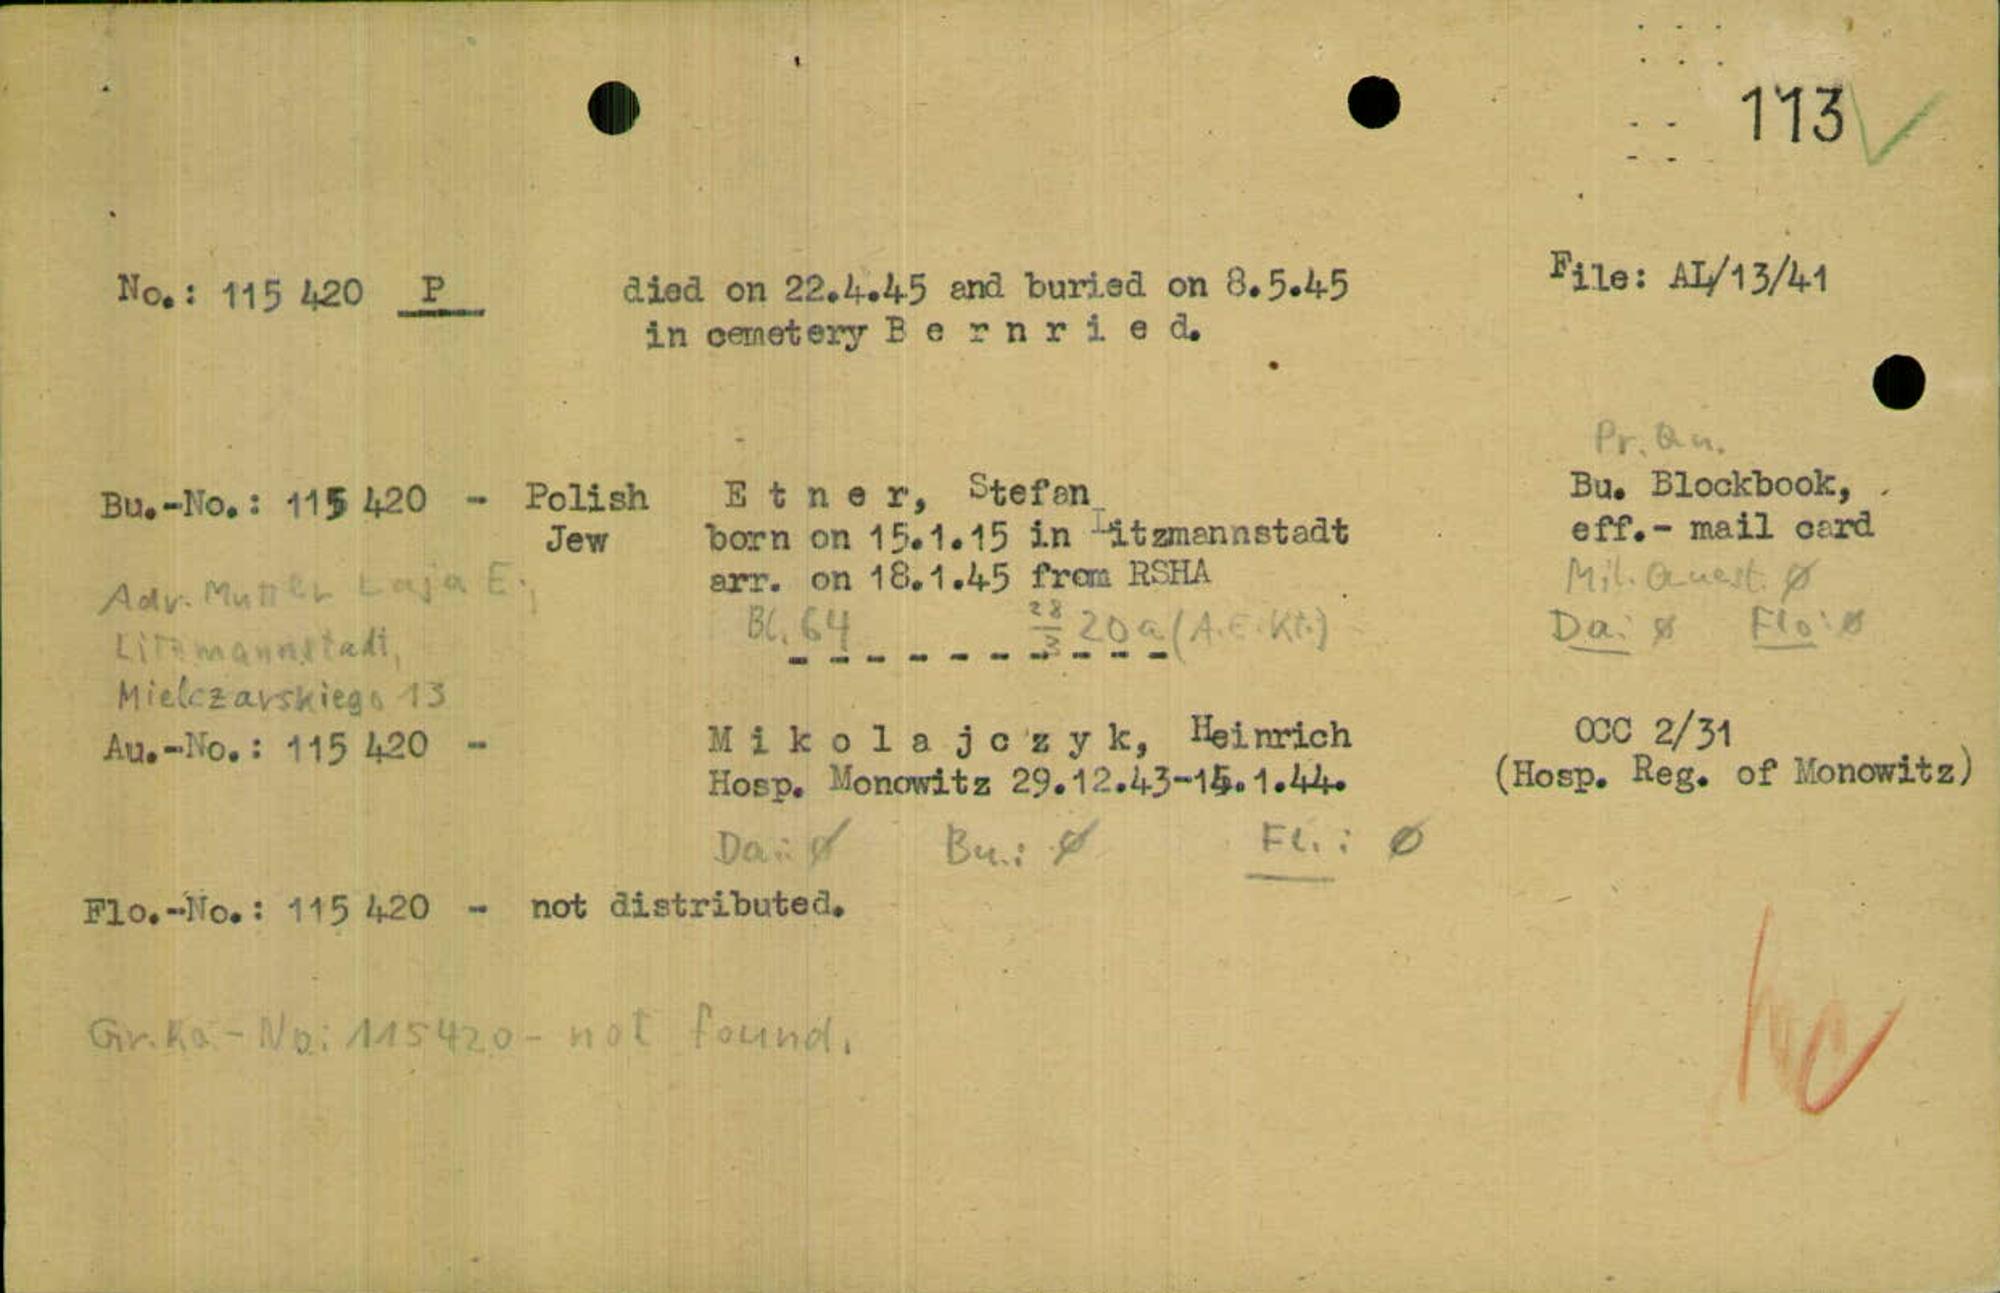 113
No.: 115 420 P died on 22.4.45 and buried on 8.5.45 File: AL/13/41
in cemetery B e r n r i e d.
Pr. Qu.
Bu.-No.: 115 420 - Polish E t n e r, Stefan Bu. Blockbook,
Jew born on 15.1.15 in Litzmannstadt eff.- mail card
arr. on 18.1.45 from RSHA Mil. Quest. Ø
Adr. Mutter Laja E.,
Bl. 64 28/3 20a (A.E.Kt.) Da: Ø Flo: Ø
Litzmannstadt,
Mielczarskiego 13
Au.-No.: 115 420 - M i k o l a j c z y k, Heinrich OCC 2/31
Hosp. Monowitz 29.12.43-15.1.44. (Hosp. Reg. of Monowitz)
Da.: Ø Bu.: Ø Fl.: Ø
Flo.-No.: 115 420 - not distributed.
Gr.Ro - No: 115420 - not found.